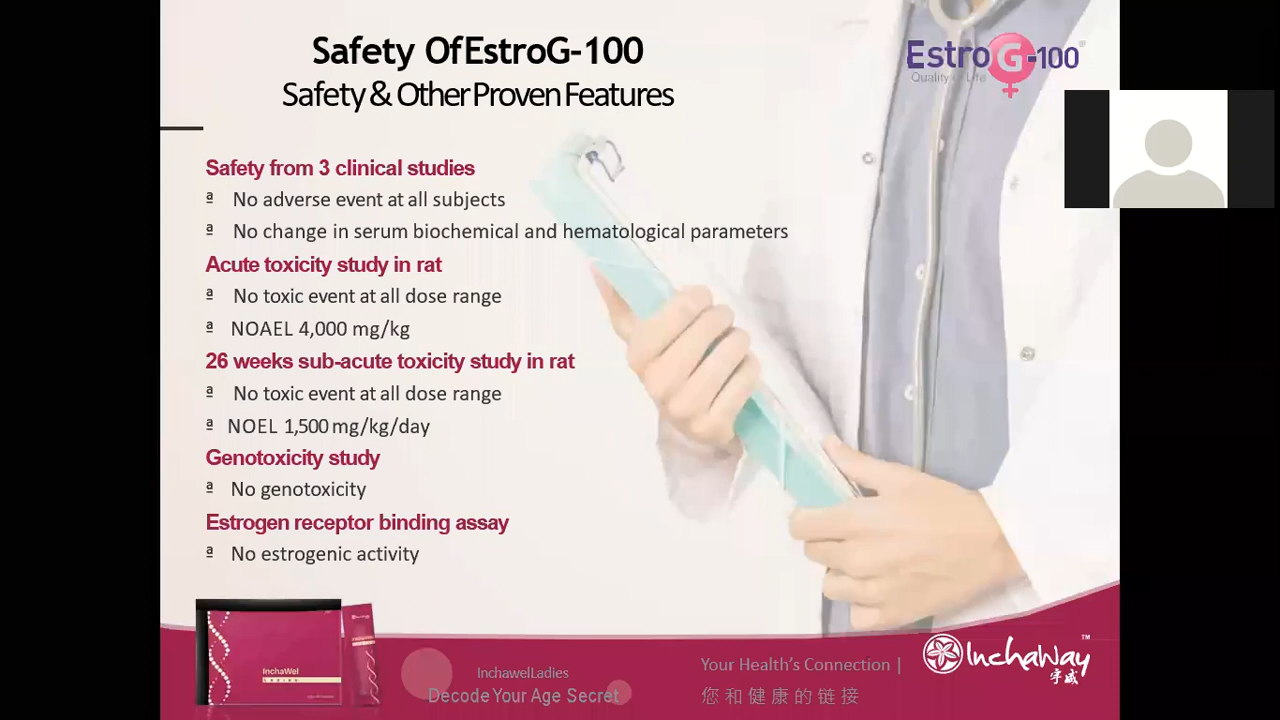 Safety OfEstroG-100
Safety & Other Proven Features
EstroG-100®
Quality of Life
Safety from 3 clinical studies
ª No adverse event at all subjects
ª No change in serum biochemical and hematological parameters
Acute toxicity study in rat
ª No toxic event at all dose range
ª NOAEL 4,000 mg/kg
26 weeks sub-acute toxicity study in rat
ª No toxic event at all dose range
ª NOEL 1,500 mg/kg/day
Genotoxicity study
ª No genotoxicity
Estrogen receptor binding assay
ª No estrogenic activity
InchaWel
LADIES
InchawelLadies
Decode Your Age Secret
Your Health’s Connection |
您和健康的链接
InchaWay™
宇威